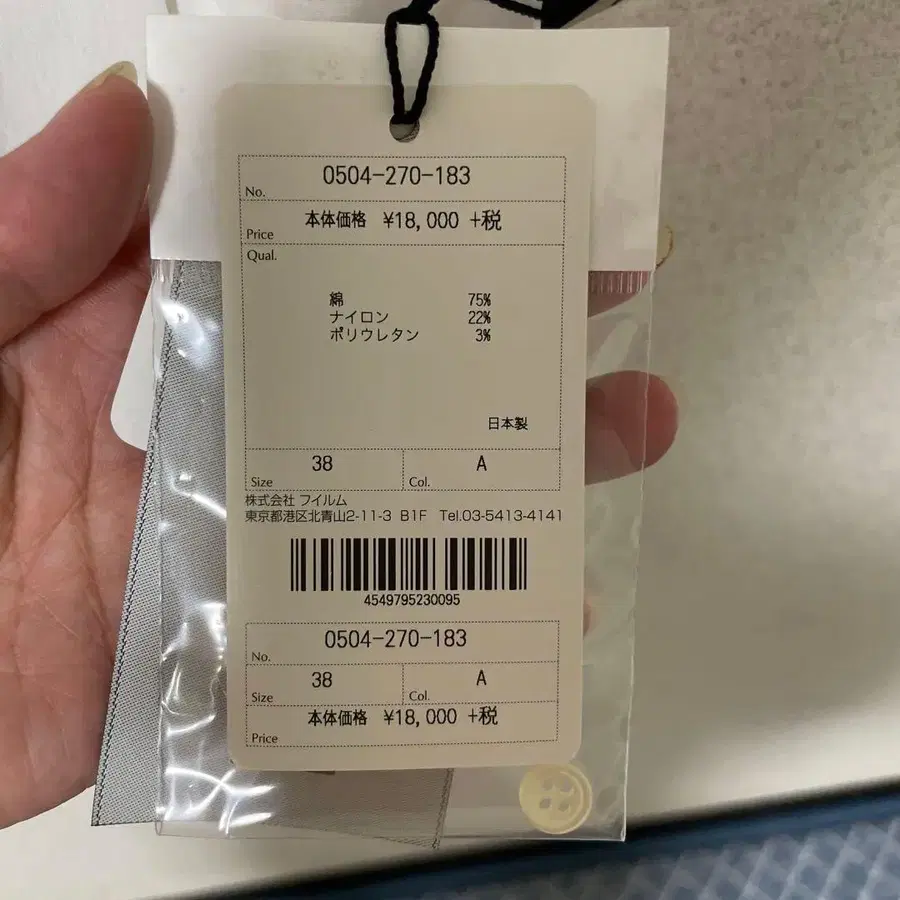 No. 0504-270-183
Price 本体価格 ¥18,000 +税
Qual.
綿 75%
ナイロン 22%
ポリウレタン 3%
日本製
Size 38 Col. A
株式会社 フイルム
東京都港区北青山2-11-3 B1F Tel.03-5413-4141
4549795230095
No. 0504-270-183
Size 38 Col. A
Price 本体価格 ¥18,000 +税